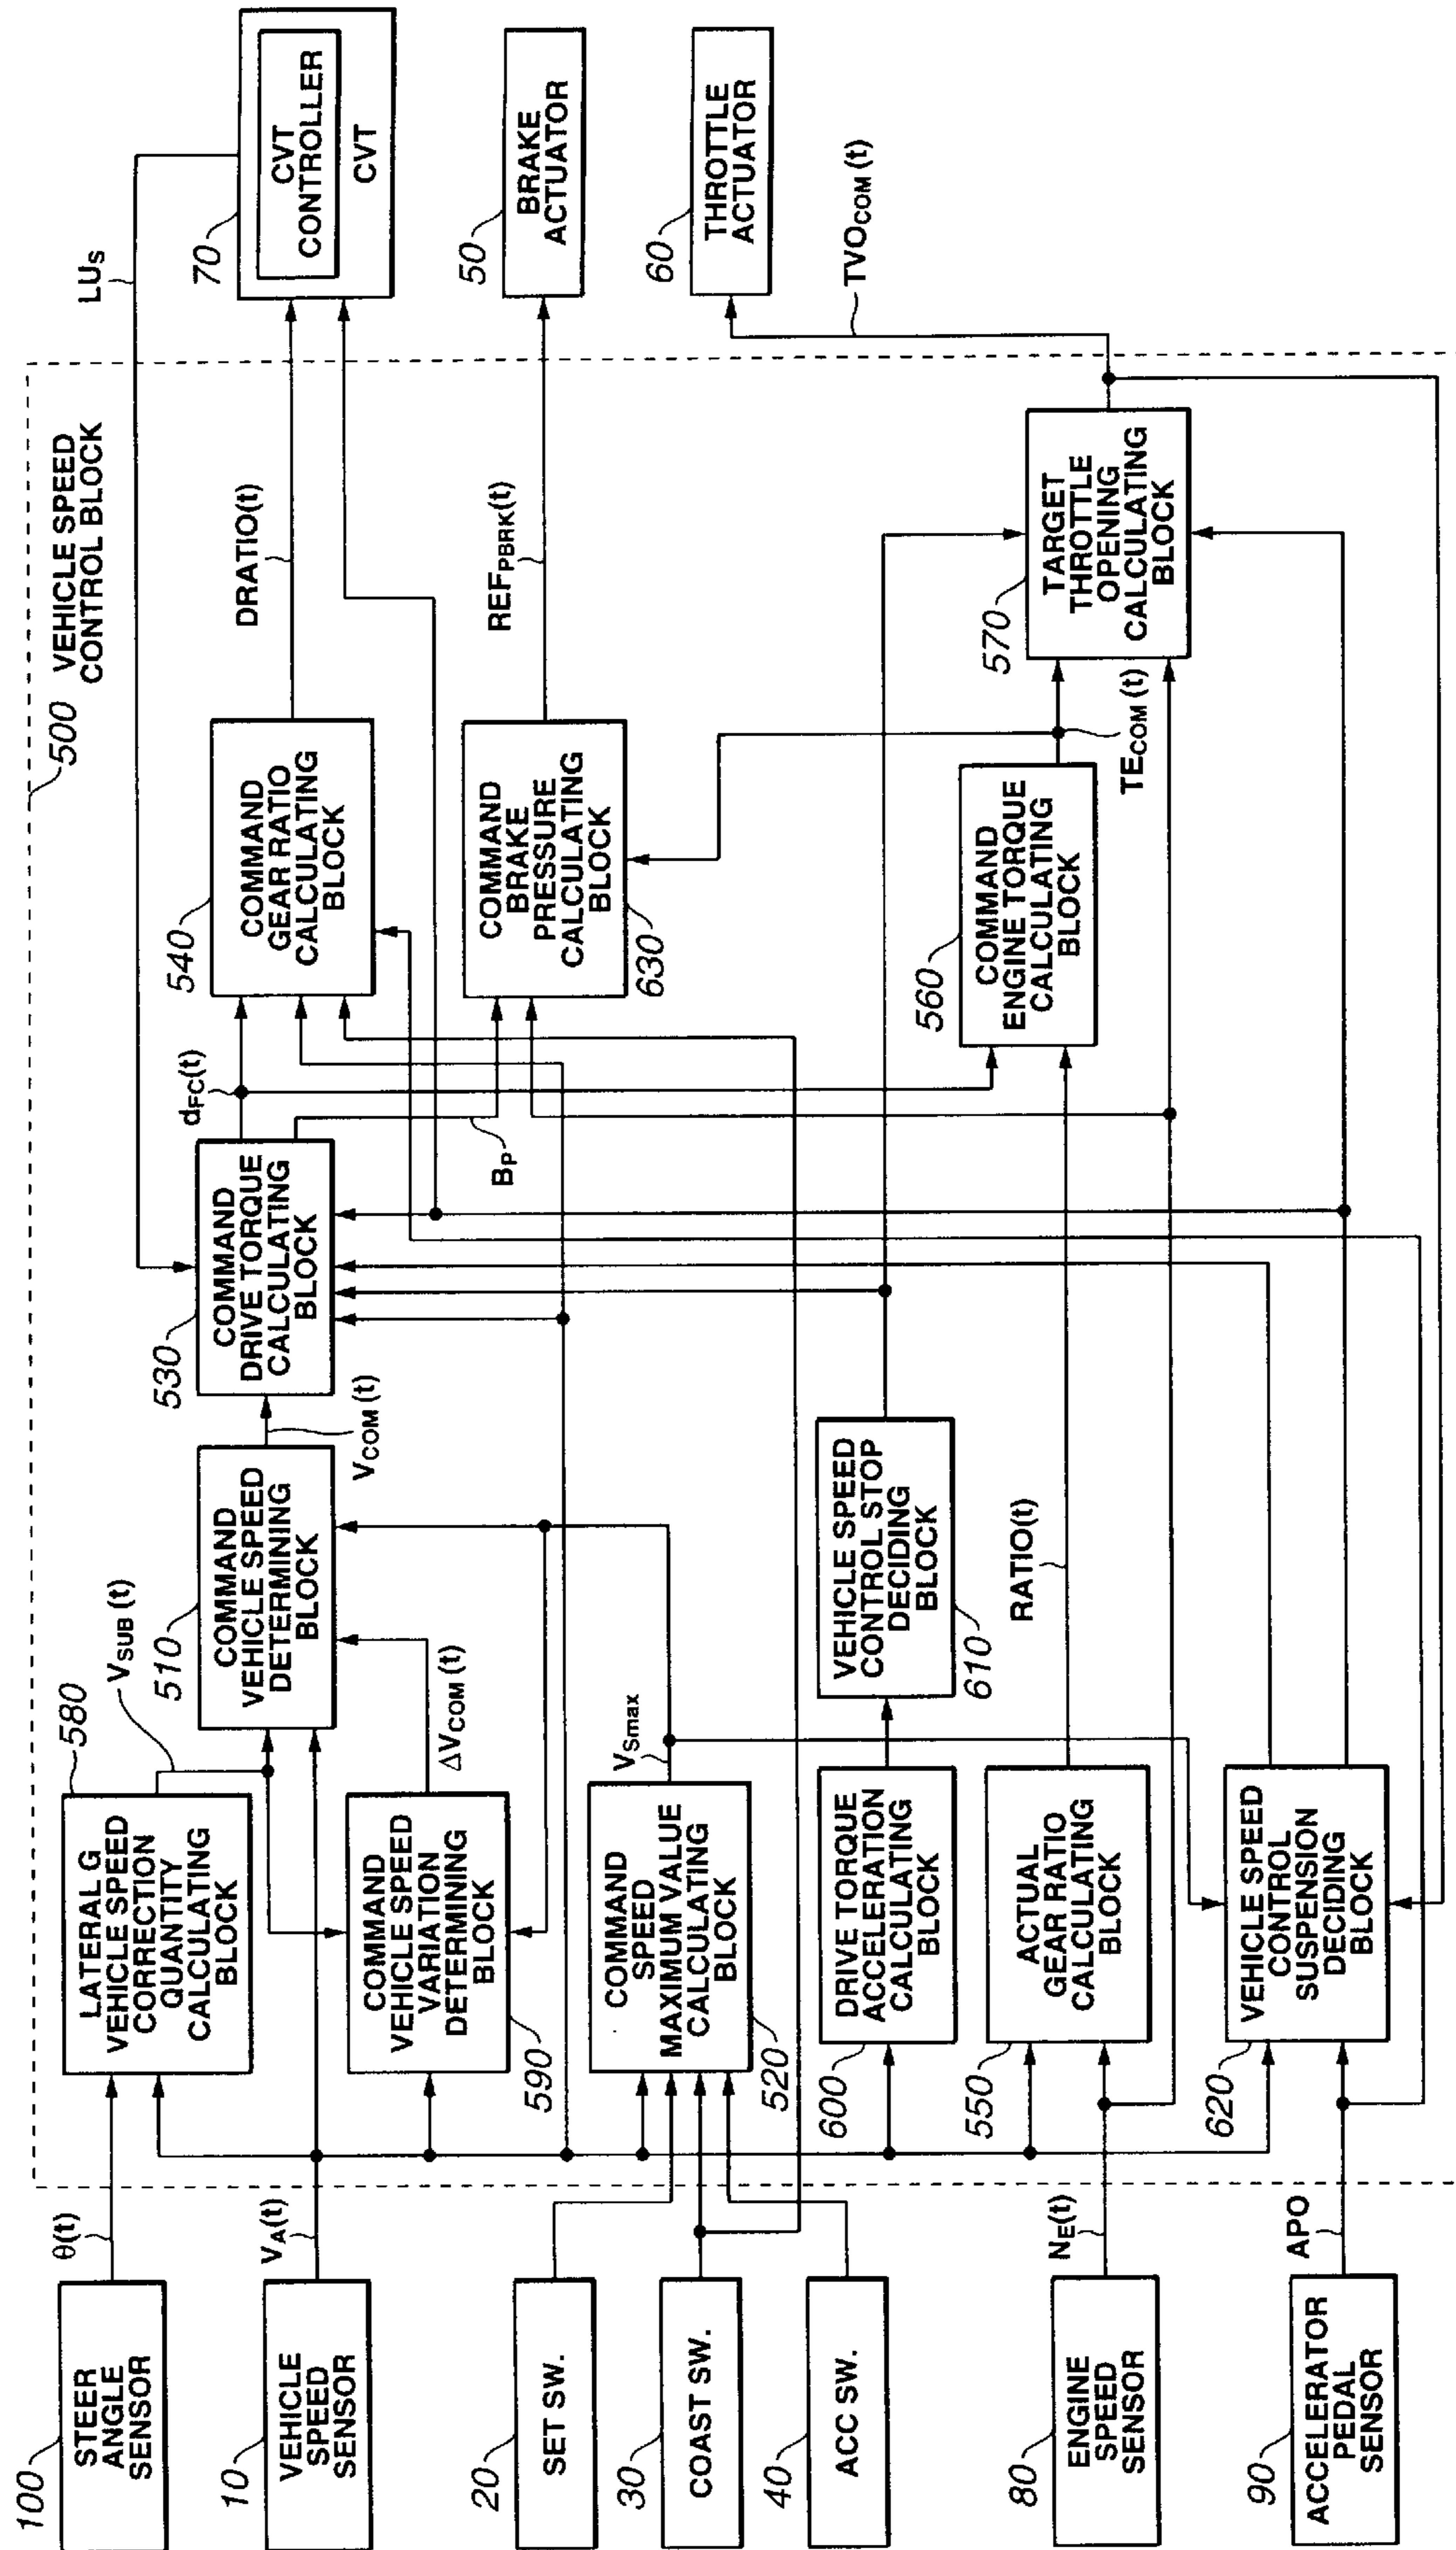 100
STEER
ANGLE
SENSOR
θ(t)
10
VEHICLE
SPEED
SENSOR
VA(t)
20
SET SW.
30
COAST SW.
40
ACC SW.
80
ENGINE
SPEED
SENSOR
NE(t)
90
ACCELERATOR
PEDAL
SENSOR
APO
500
VEHICLE SPEED
CONTROL BLOCK
580
LATERAL G
VEHICLE SPEED
CORRECTION
QUANTITY
CALCULATING
BLOCK
VSUB(t)
590
COMMAND
VEHICLE SPEED
VARIATION
DETERMINING
BLOCK
ΔVCOM(t)
520
COMMAND
SPEED
MAXIMUM VALUE
CALCULATING
BLOCK
VSmax
600
DRIVE TORQUE
ACCELERATION
CALCULATING
BLOCK
550
ACTUAL
GEAR RATIO
CALCULATING
BLOCK
RATIO(t)
620
VEHICLE SPEED
CONTROL
SUSPENSION
DECIDING
BLOCK
510
COMMAND
VEHICLE SPEED
DETERMINING
BLOCK
VCOM(t)
610
VEHICLE SPEED
CONTROL STOP
DECIDING
BLOCK
530
COMMAND
DRIVE TORQUE
CALCULATING
BLOCK
dFC(t)
BP
540
COMMAND
GEAR RATIO
CALCULATING
BLOCK
DRATIO(t)
630
COMMAND
BRAKE
PRESSURE
CALCULATING
BLOCK
REFPBRK(t)
560
COMMAND
ENGINE TORQUE
CALCULATING
BLOCK
TECOM(t)
570
TARGET
THROTTLE
OPENING
CALCULATING
BLOCK
TVOCOM(t)
LUs
70
CVT
CONTROLLER
CVT
50
BRAKE
ACTUATOR
60
THROTTLE
ACTUATOR